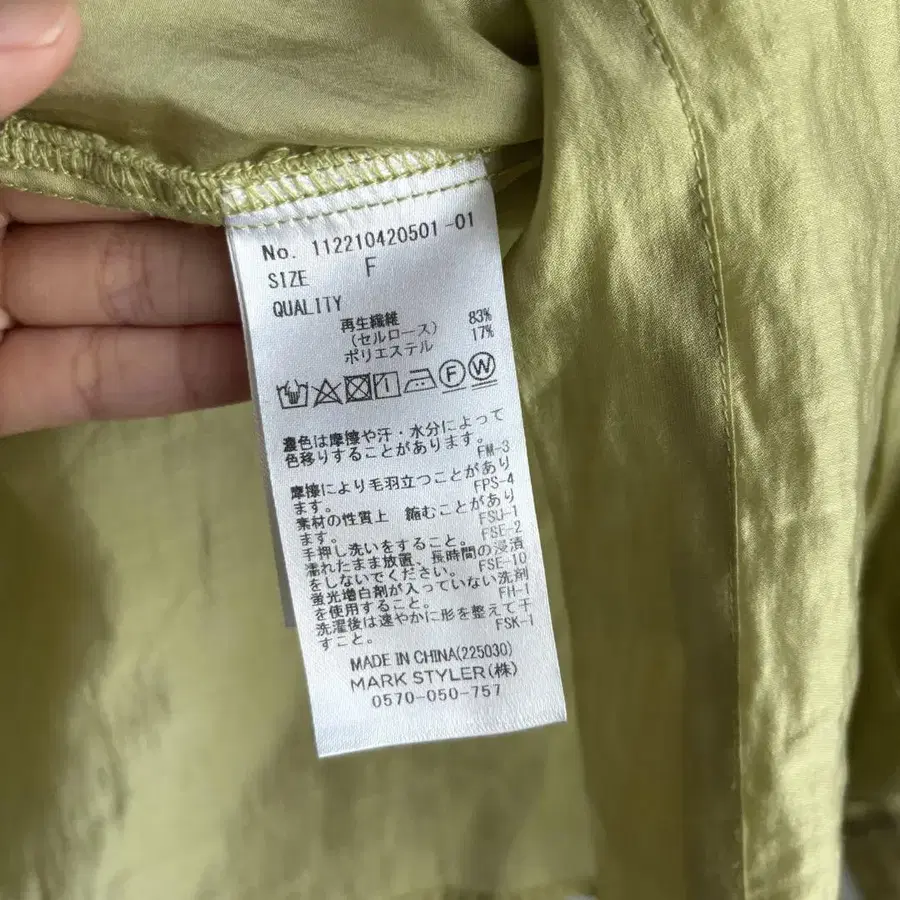 No. 112210420501-01
SIZE F
QUALITY
再生繊維 83%
(セルロース)
ポリエステル 17%
F W
濃色は摩擦や汗・水分によって
色移りすることがあります。
FM-3
摩擦により毛羽立つことがあり
ます。 FPS-4
素材の性質上 縮むことがあり
ます。 FSU-1
手押し洗いをすること。 FSE-2
濡れたまま放置、長時間の浸漬
をしないでください。 FSE-10
蛍光増白剤が入っていない洗剤
を使用すること。 FH-1
洗濯後は速やかに形を整えて干
すこと。 FSK-1
MADE IN CHINA(225030)
MARK STYLER(株)
0570-050-757